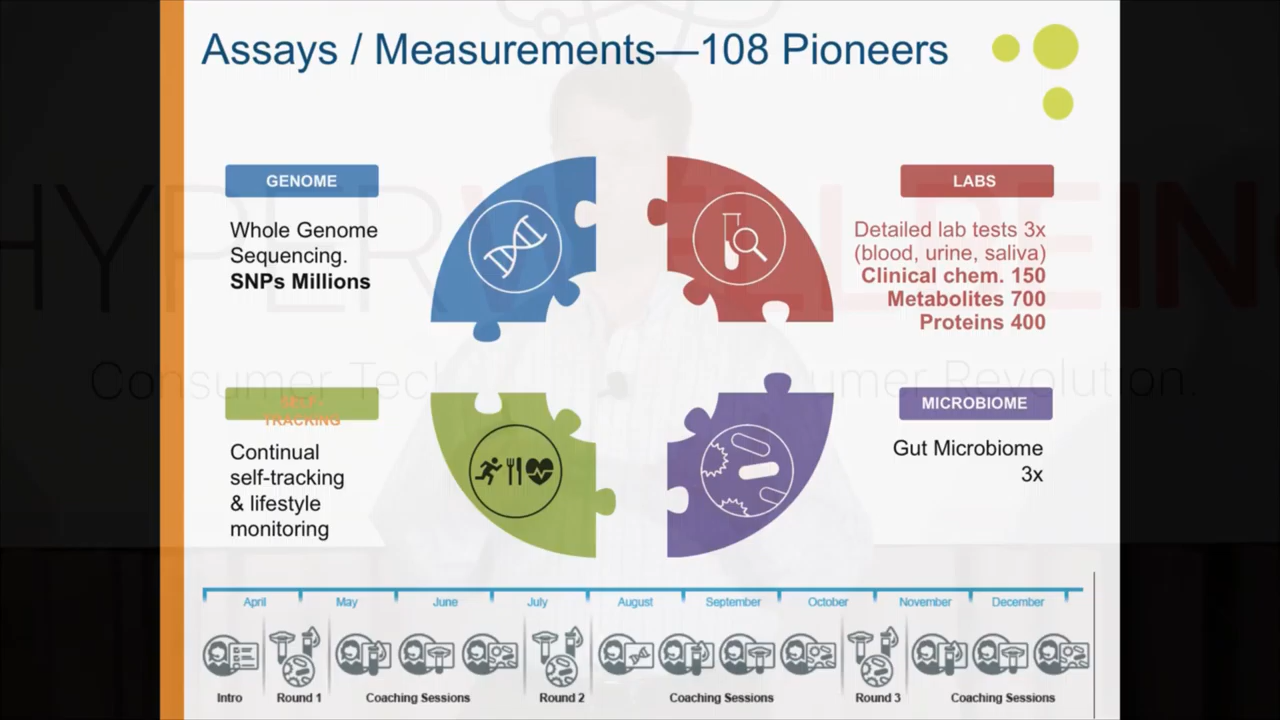 Assays / Measurements—108 Pioneers
GENOME
Whole Genome
Sequencing.
SNPs Millions
LABS
Detailed lab tests 3x
(blood, urine, saliva)
Clinical chem. 150
Metabolites 700
Proteins 400
SELF-
TRACKING
Continual
self-tracking
& lifestyle
monitoring
MICROBIOME
Gut Microbiome
3x
April May June July August September October November December
Intro Round 1 Coaching Sessions Round 2 Coaching Sessions Round 3 Coaching Sessions
HYPERWELLBEIN
Consumer Tech umer Revolution.